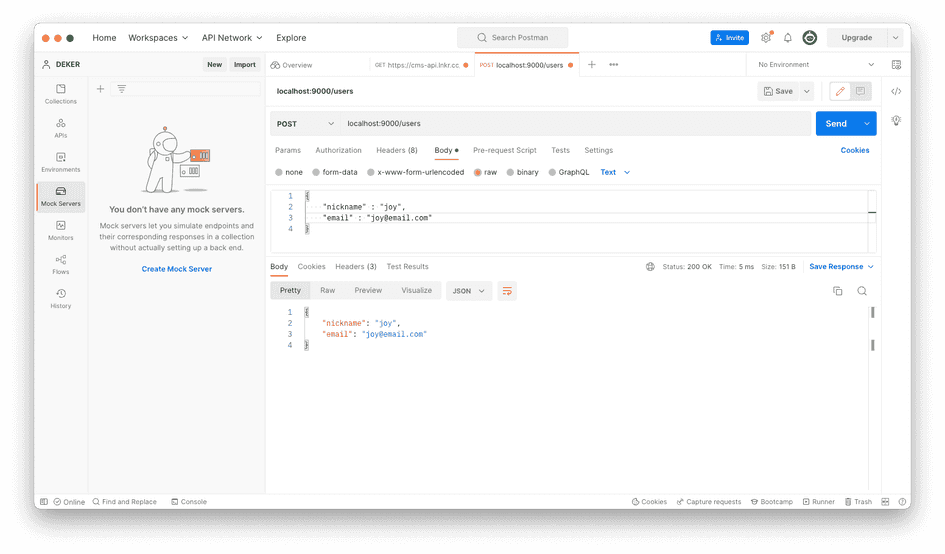 Home Workspaces API Network Explore Search Postman Invite Upgrade
DEKER New Import Overview GET https://cms-api.lnkr.cc POST localhost:9000/users No Environment
localhost:9000/users Save
Collections
APIs
Environments
Mock Servers
Monitors
Flows
History
You don't have any mock servers.
Mock servers let you simulate endpoints and
their corresponding responses in a collection
without actually setting up a back end.
Create Mock Server
POST localhost:9000/users Send
Params Authorization Headers (8) Body Pre-request Script Tests Settings Cookies
none form-data x-www-form-urlencoded raw binary GraphQL Text
1 {
2 "nickname" : "joy",
3 "email" : "joy@email.com"
4 }
Body Cookies Headers (3) Test Results Status: 200 OK Time: 5 ms Size: 151 B Save Response
Pretty Raw Preview Visualize JSON
1 {
2 "nickname": "joy",
3 "email": "joy@email.com"
4 }
Online Find and Replace Console Cookies Capture requests Bootcamp Runner Trash